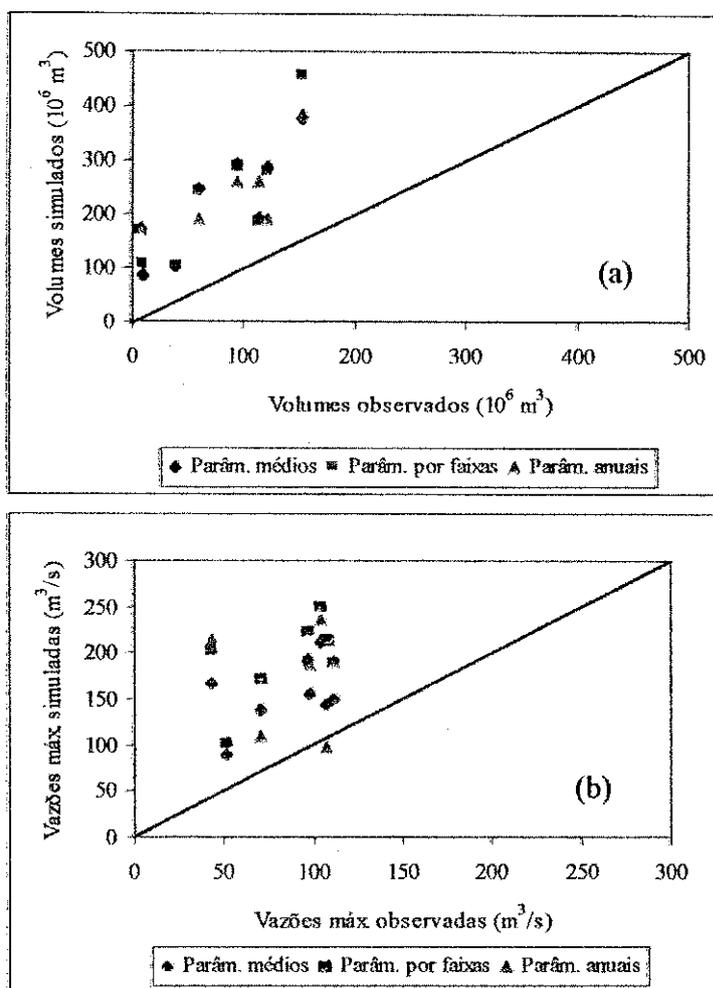 Volumes simulados (10⁶ m³)
500
400
300
200
100
0
0 100 200 300 400 500
(a)
Volumes observados (10⁶ m³)
Parâm. médios Parâm. por faixas Parâm. anuais
Vazões máx simuladas (m³/s)
300
250
200
150
100
50
0
0 50 100 150 200 250 300
(b)
Vazões máx observadas (m³/s)
Parâm. médios Parâm. por faixas Parâm. anuais